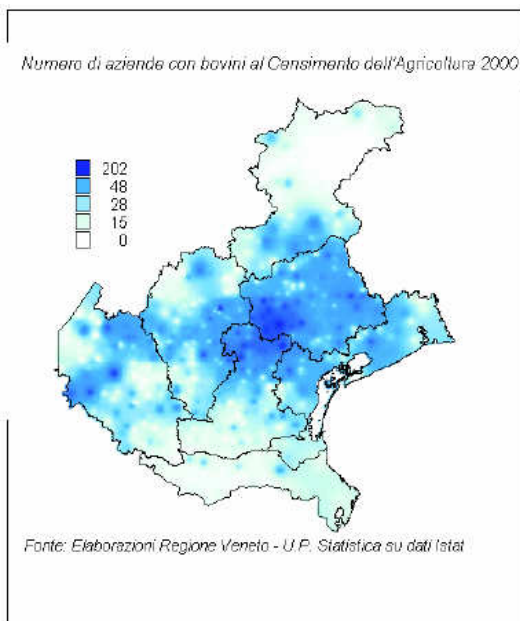 Numero di aziende con bovini al Censimento dell'Agricoltura 2000
202
48
28
15
0
Fonte: Elaborazioni Regione Veneto - U.P. Statistica su dati Istat